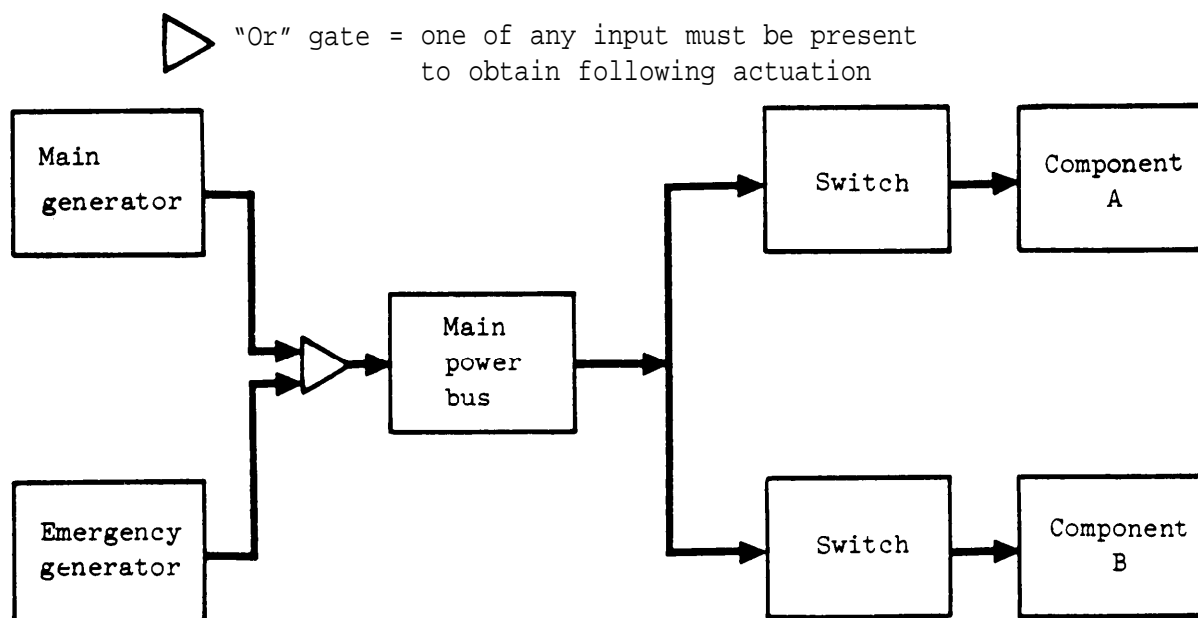 “Or” gate = one of any input must be present
to obtain following actuation
Main
generator
Switch
Component
A
Main
power
bus
Emergency
generator
Switch
Component
B